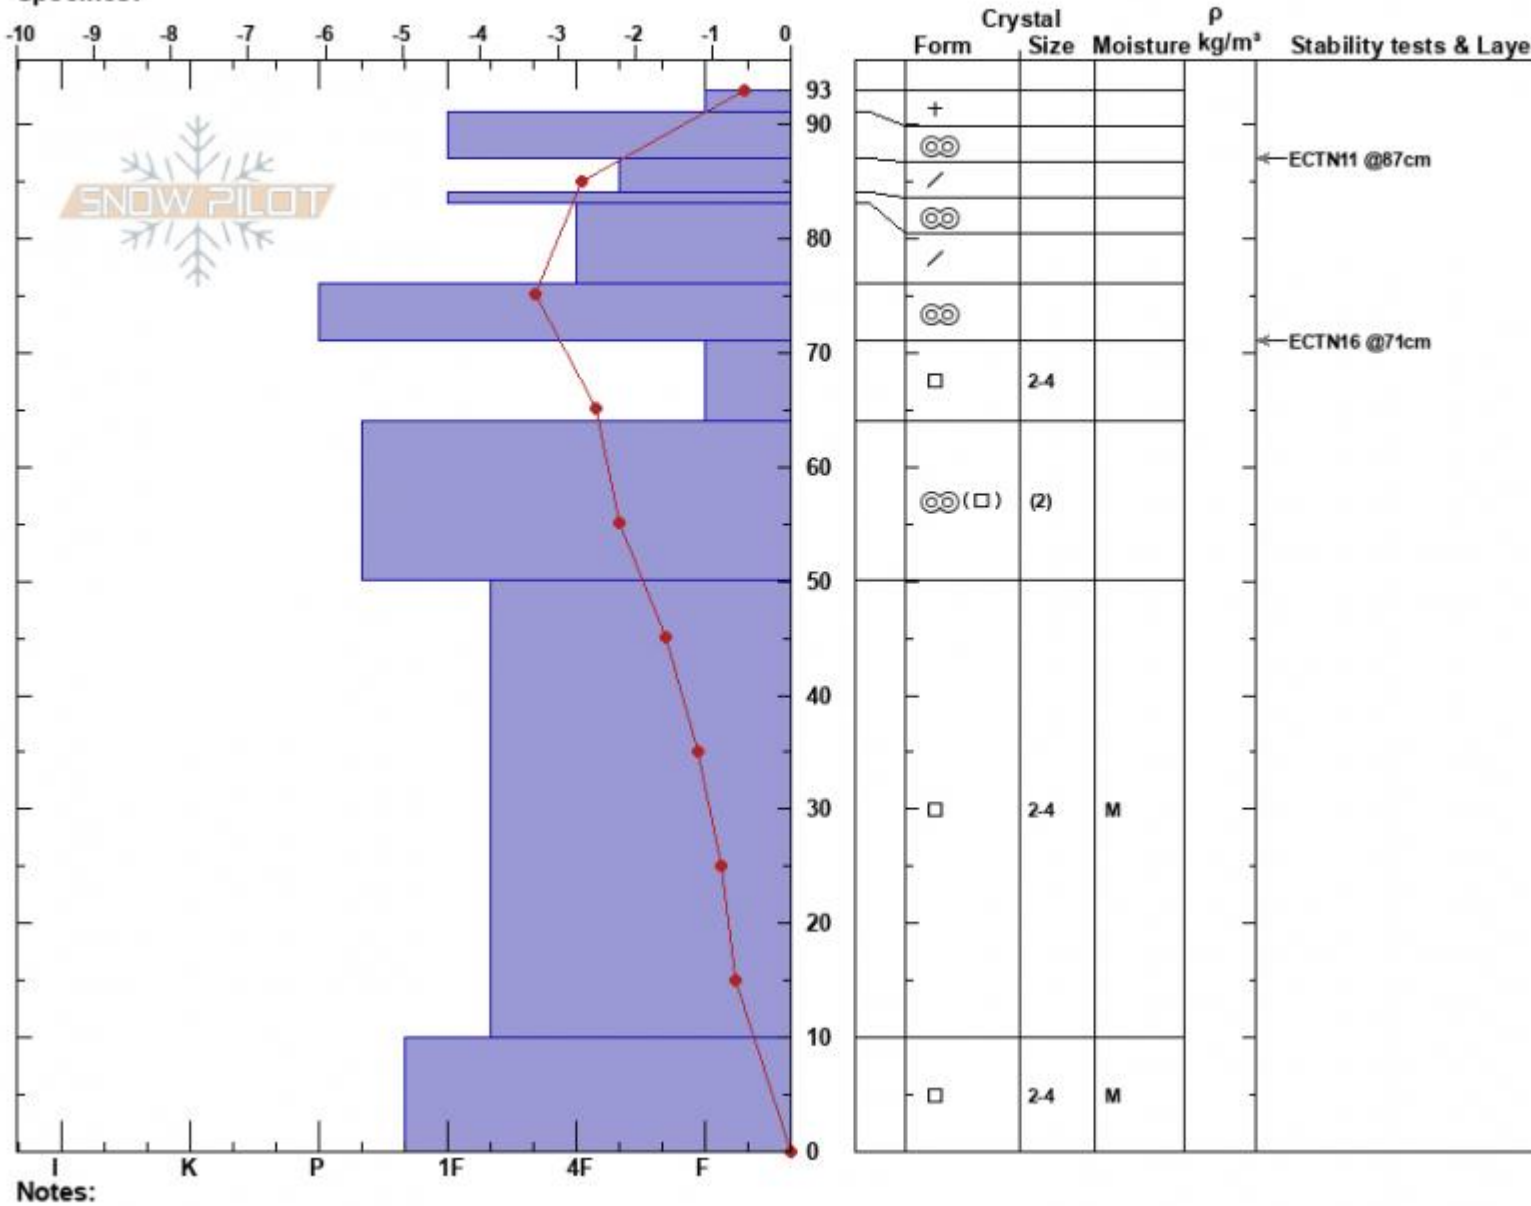 Crystal ρ
-10 -9 -8 -7 -6 -5 -4 -3 -2 -1 0 Form Size Moisture kg/m³ Stability tests & Laye
93
90
SNOW PILOT
ECTN11 @87cm
80
70
ECTN16 @71cm
2-4
60
( ) (2)
50
40
30 2-4 M
20
10
2-4 M
0
I K P 1F 4F F
Notes: